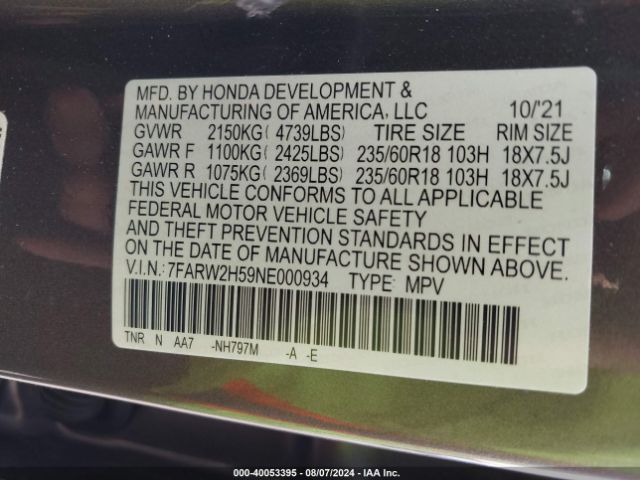 MFD. BY HONDA DEVELOPMENT &
MANUFACTURING OF AMERICA, LLC 10/'21
GVWR 2150KG( 4739LBS) TIRE SIZE RIM SIZE
GAWR F 1100KG( 2425LBS) 235/60R18 103H 18X7.5J
GAWR R 1075KG( 2369LBS) 235/60R18 103H 18X7.5J
THIS VEHICLE CONFORMS TO ALL APPLICABLE
FEDERAL MOTOR VEHICLE SAFETY
AND THEFT PREVENTION STANDARDS IN EFFECT
ON THE DATE OF MANUFACTURE SHOWN ABOVE.
V.I.N.:7FARW2H59NE000934 TYPE: MPV
TNR N AA7 -NH797M -A -E
000-40053395 - 08/07/2024 - IAA Inc.